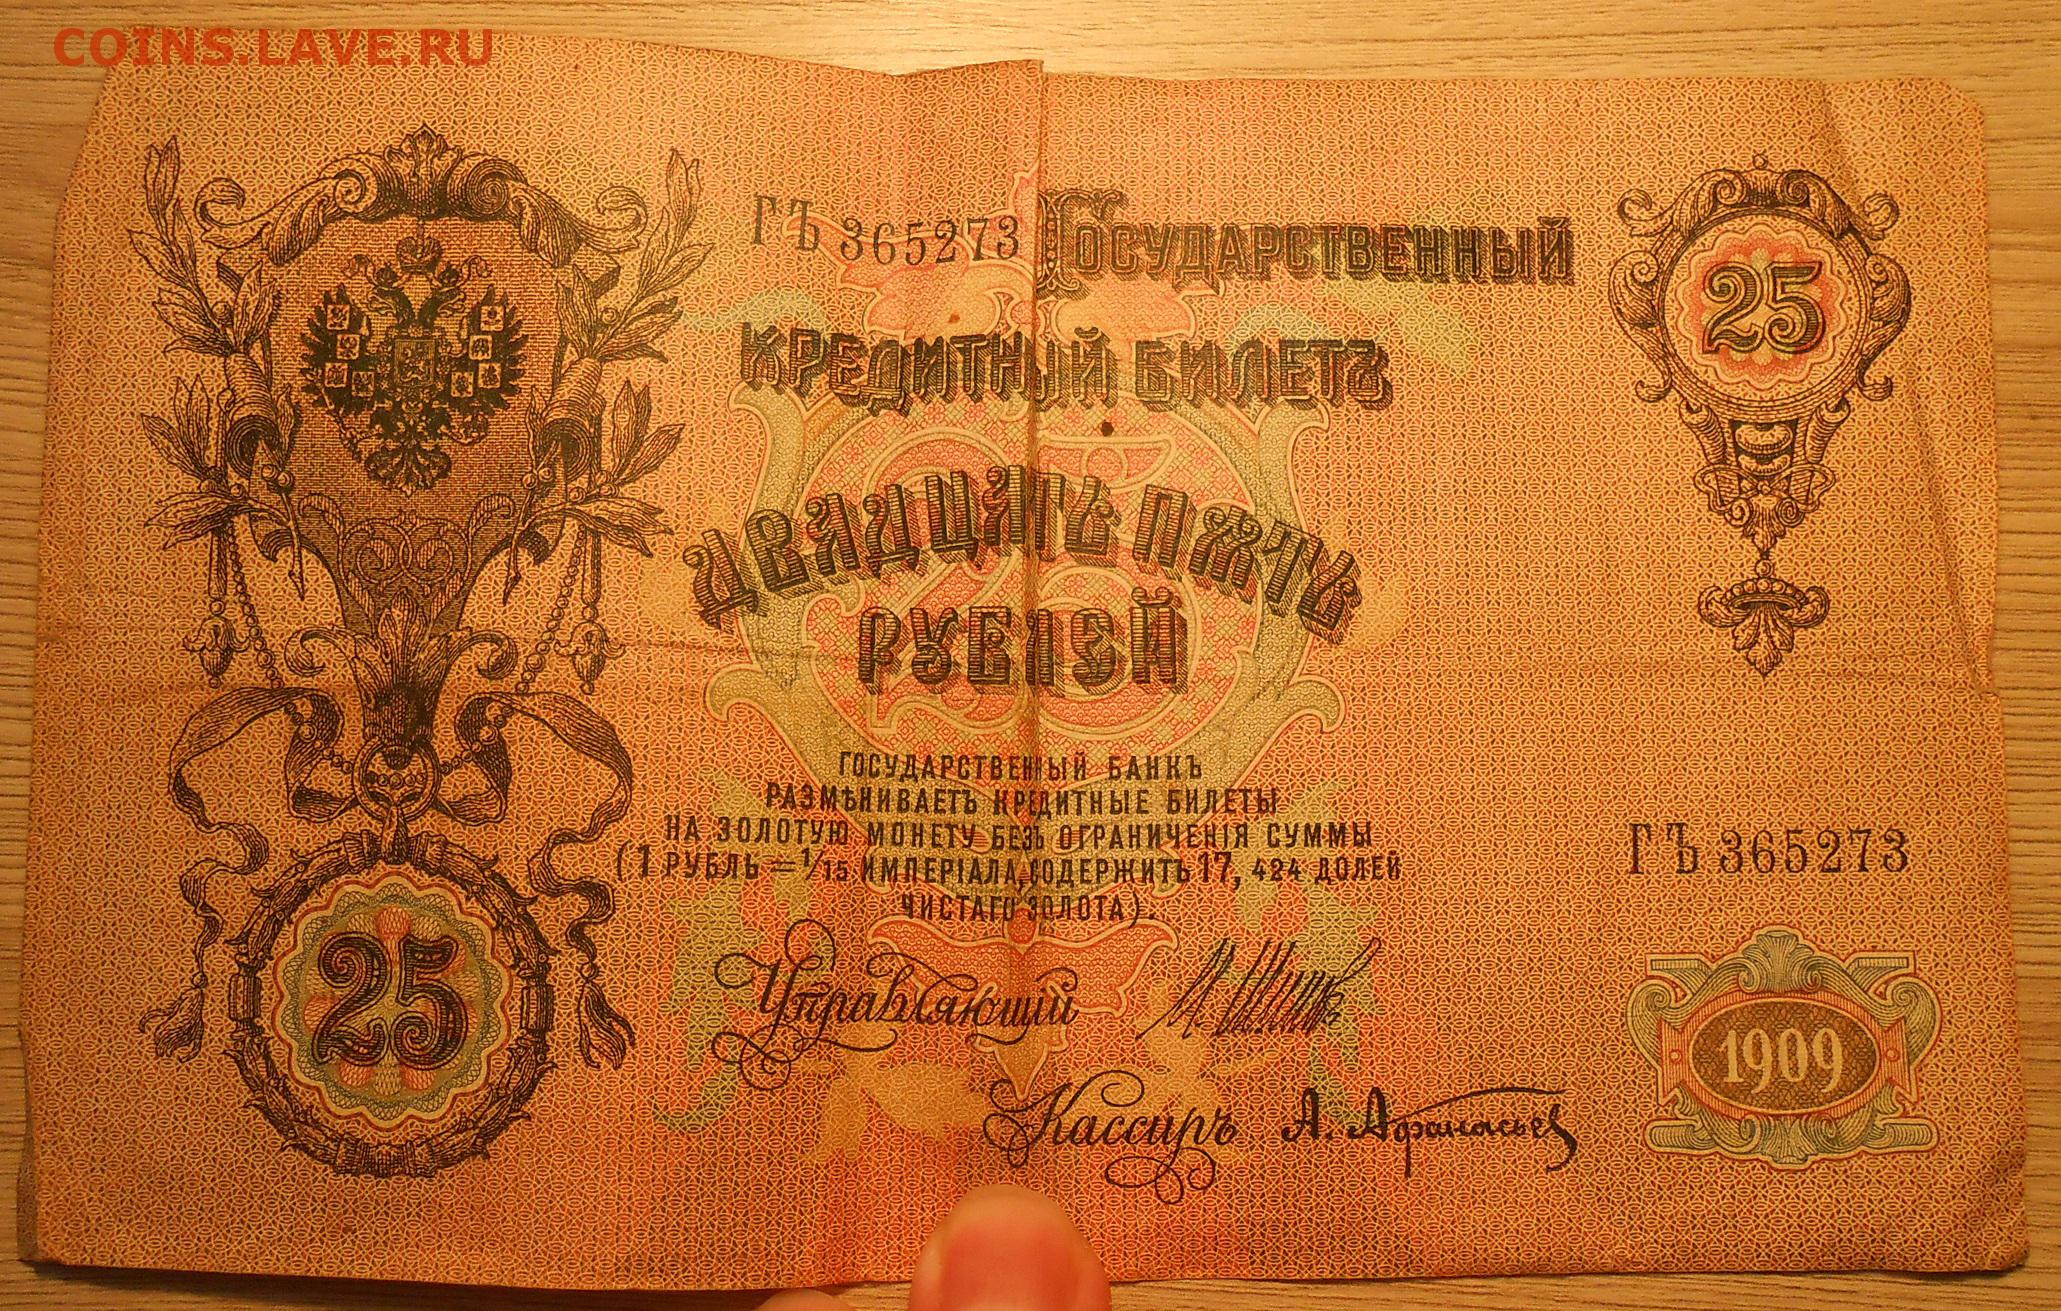 COINS.LAVE.RU
ГЪ 365273
Государственный
25
КРЕДИТНЫЙ БИЛЕТЪ
ДВАДЦАТЬ ПЯТЬ
РУБЛЕЙ
ГОСУДАРСТВЕННЫЙ БАНКЪ
РАЗМѢНИВАЕТЪ КРЕДИТНЫЕ БИЛЕТЫ
НА ЗОЛОТУЮ МОНЕТУ БЕЗЪ ОГРАНИЧЕНІЯ СУММЫ
(1 РУБЛЬ = 1/15 ИМПЕРІАЛА, СОДЕРЖИТЪ 17, 424 ДОЛЕЙ
ЧИСТАГО ЗОЛОТА).
ГЪ 365273
25
Управляющій
1909
Кассиръ А. Афанасьев